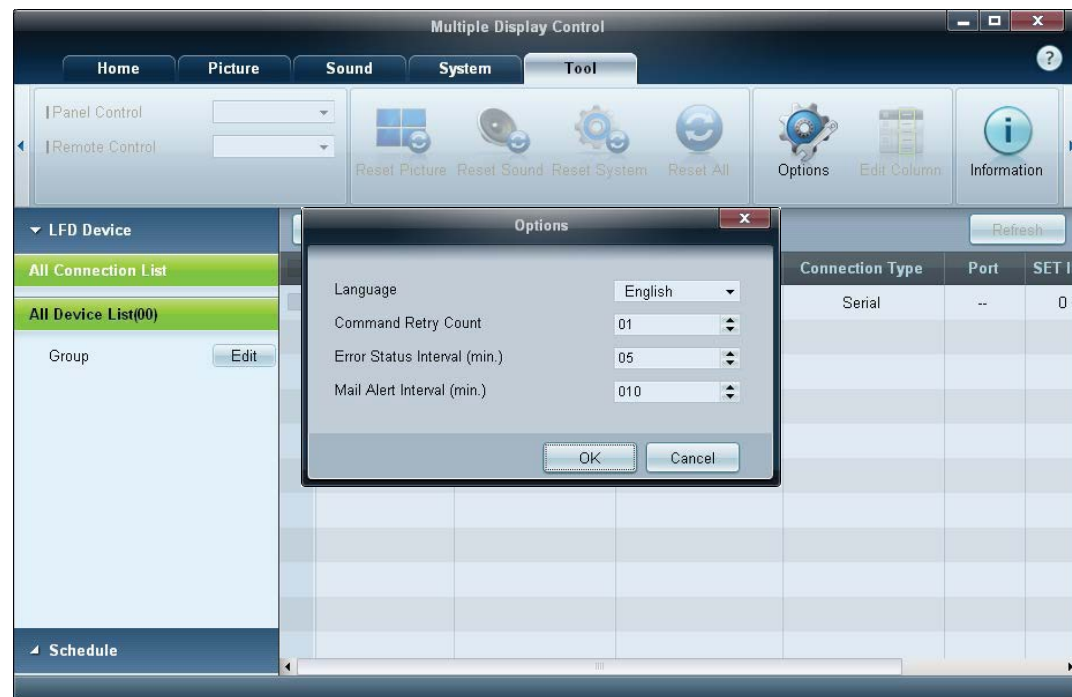 Multiple Display Control
Home Picture Sound System Tool
Panel Control
Remote Control
Reset Picture Reset Sound Reset System Reset All Options Edit Column Information
LFD Device
Refresh
Options
All Connection List
Connection Type Port SET I
Language English
Serial -- 0
All Device List(00)
Command Retry Count 01
Group Edit
Error Status Interval (min.) 05
Mail Alert Interval (min.) 010
OK Cancel
Schedule